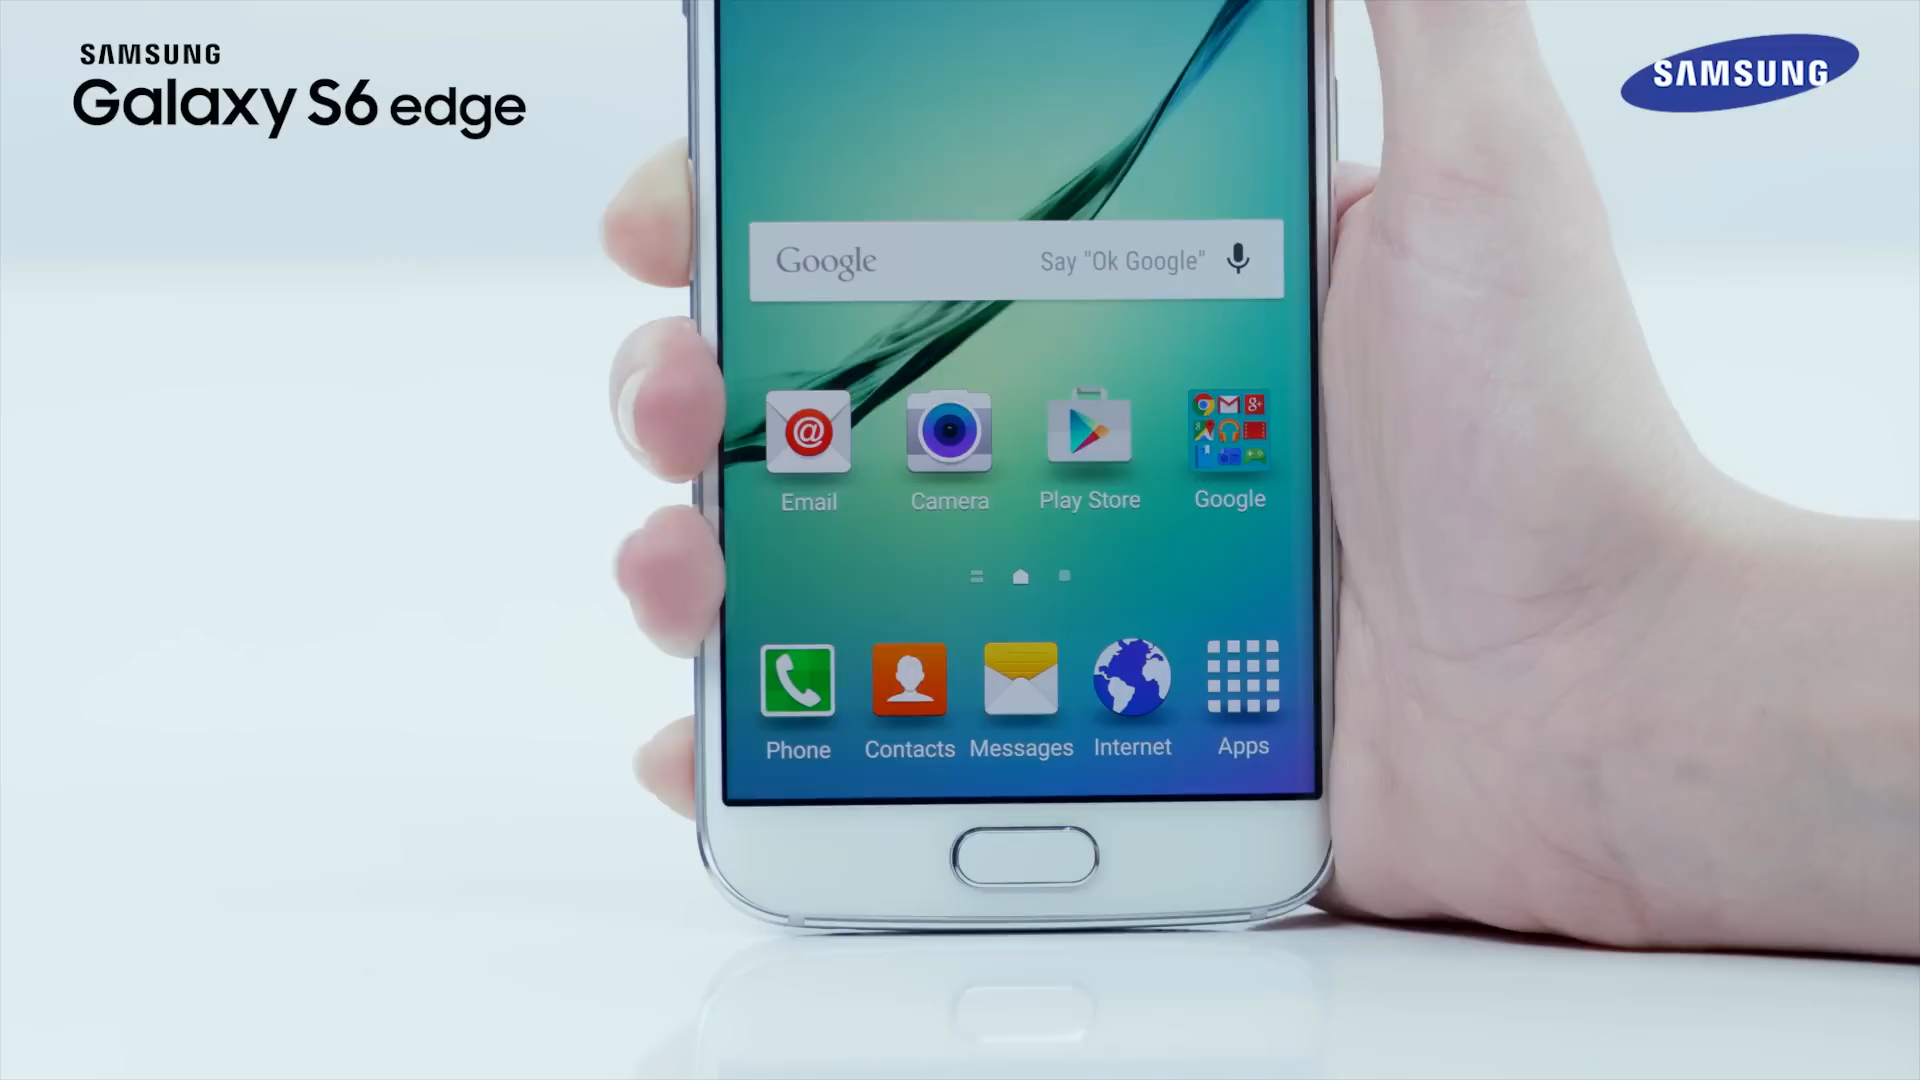 SAMSUNG
Galaxy S6 edge
SAMSUNG
Google Say "Ok Google"
@
8+
Email Camera Play Store Google
Phone Contacts Messages Internet Apps